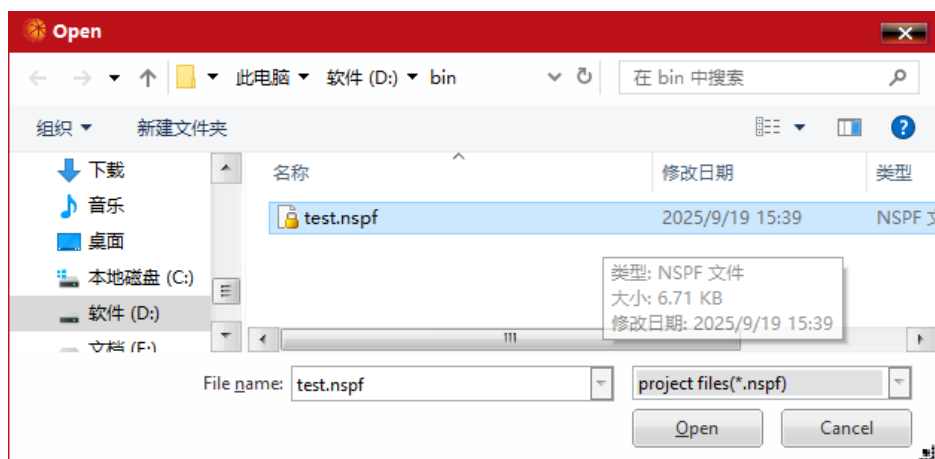 Open
此电脑 软件 (D:) bin
在 bin 中搜索
组织 新建文件夹
下载
音乐
桌面
本地磁盘 (C:)
软件 (D:)
名称 修改日期 类型
test.nspf 2025/9/19 15:39 NSPF
类型: NSPF 文件
大小: 6.71 KB
修改日期: 2025/9/19 15:39
File name: test.nspf project files(*.nspf)
Open Cancel